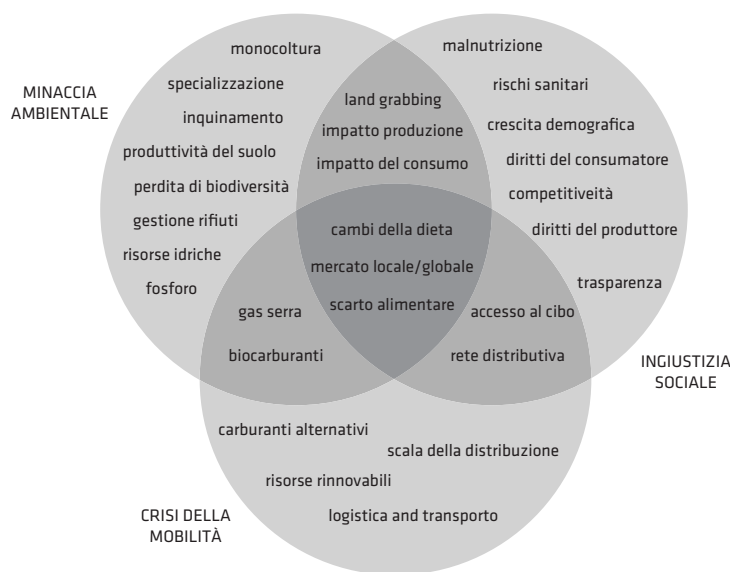 MINACCIA
AMBIENTALE
monocoltura
specializzazione
inquinamento
produttività del suolo
perdita di biodiversità
gestione rifiuti
risorse idriche
fosforo
land grabbing
impatto produzione
impatto del consumo
malnutrizione
rischi sanitari
crescita demografica
diritti del consumatore
competitiveità
diritti del produttore
trasparenza
INGIUSTIZIA
SOCIALE
cambi della dieta
mercato locale/globale
scarto alimentare
gas serra
biocarburanti
accesso al cibo
rete distributiva
carburanti alternativi
scala della distribuzione
risorse rinnovabili
logistica and transporto
CRISI DELLA
MOBILITÀ